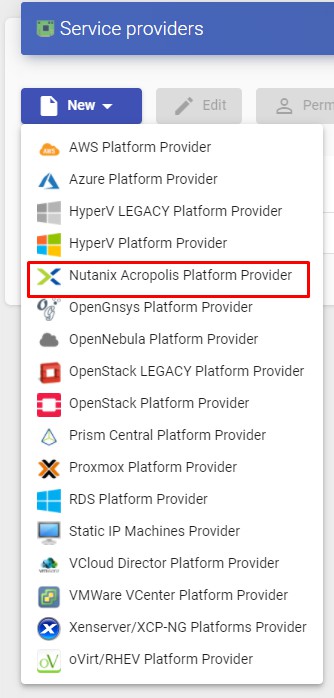 Service providers
New
Edit
Perm
AWS Platform Provider
Azure Platform Provider
HyperV LEGACY Platform Provider
HyperV Platform Provider
Nutanix Acropolis Platform Provider
OpenGnsys Platform Provider
OpenNebula Platform Provider
OpenStack LEGACY Platform Provider
OpenStack Platform Provider
Prism Central Platform Provider
Proxmox Platform Provider
RDS Platform Provider
Static IP Machines Provider
VCloud Director Platform Provider
VMWare VCenter Platform Provider
Xenserver/XCP-NG Platforms Provider
oVirt/RHEV Platform Provider